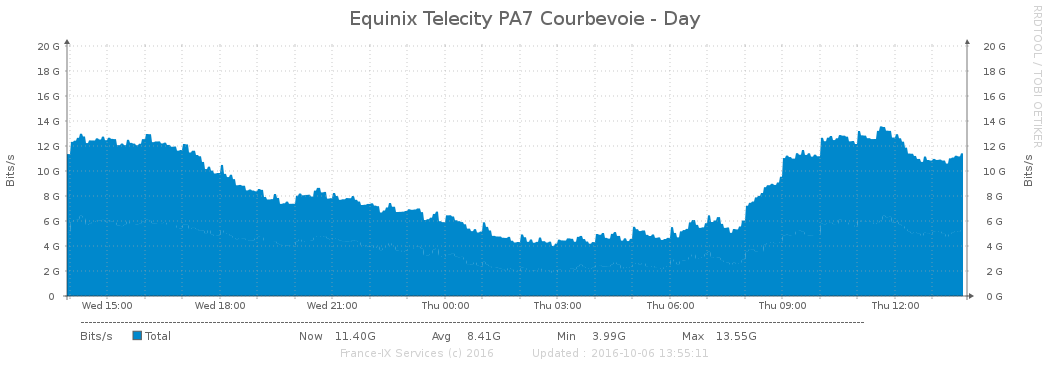 Equinix Telecity PA7 Courbevoie - Day
RRDTOOL / TOBI OETIKER
Bits/s
20 G 20 G
18 G 18 G
16 G 16 G
14 G 14 G
12 G 12 G
10 G 10 G
8 G 8 G
6 G 6 G
4 G 4 G
2 G 2 G
0 0 G
Bits/s
Wed 15:00 Wed 18:00 Wed 21:00 Thu 00:00 Thu 03:00 Thu 06:00 Thu 09:00 Thu 12:00
Bits/s Total Now 11.40G Avg 8.41G Min 3.99G Max 13.55G
France-IX Services (c) 2016 Updated : 2016-10-06 13:55:11